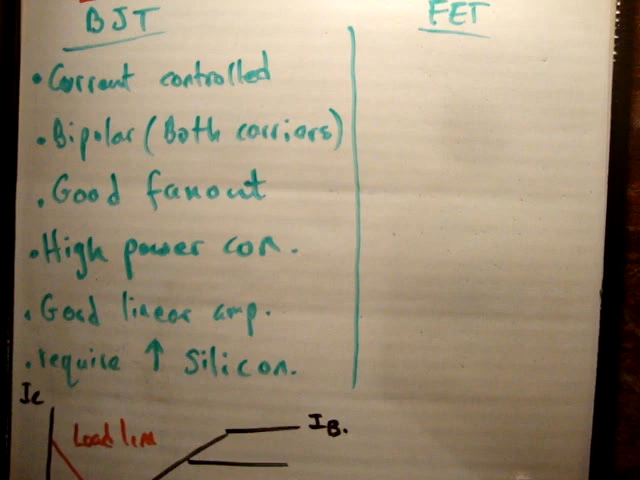 BJT
FET
• Current controlled
• Bipolar (Both carriers)
• Good fanout
• High power con.
• Good linear amp.
• require ↑ Silicon.
Ic
Load line
IB.